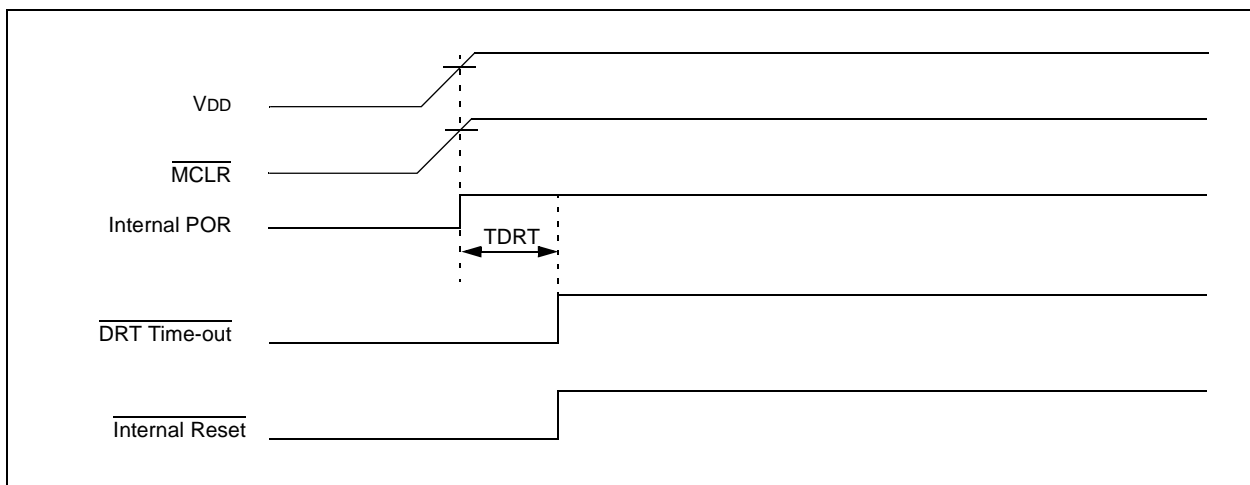 VDD
MCLR
Internal POR
TDRT
DRT Time-out
Internal Reset